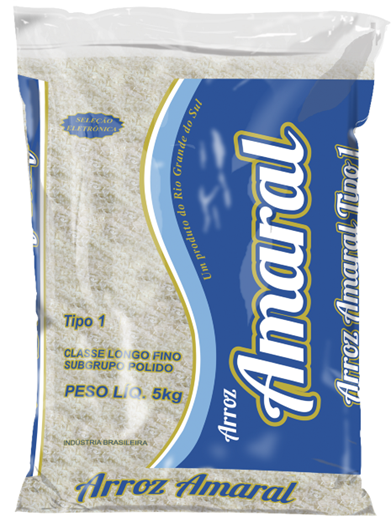 SELEÇÃO
ELETRÔNICA
Um produto do Rio Grande do Sul
Arroz
Amaral
Arroz Amaral Tipo 1
Tipo 1
CLASSE LONGO FINO
SUBGRUPO POLIDO
PESO LÍQ. 5kg
INDÚSTRIA BRASILEIRA
Arroz Amaral